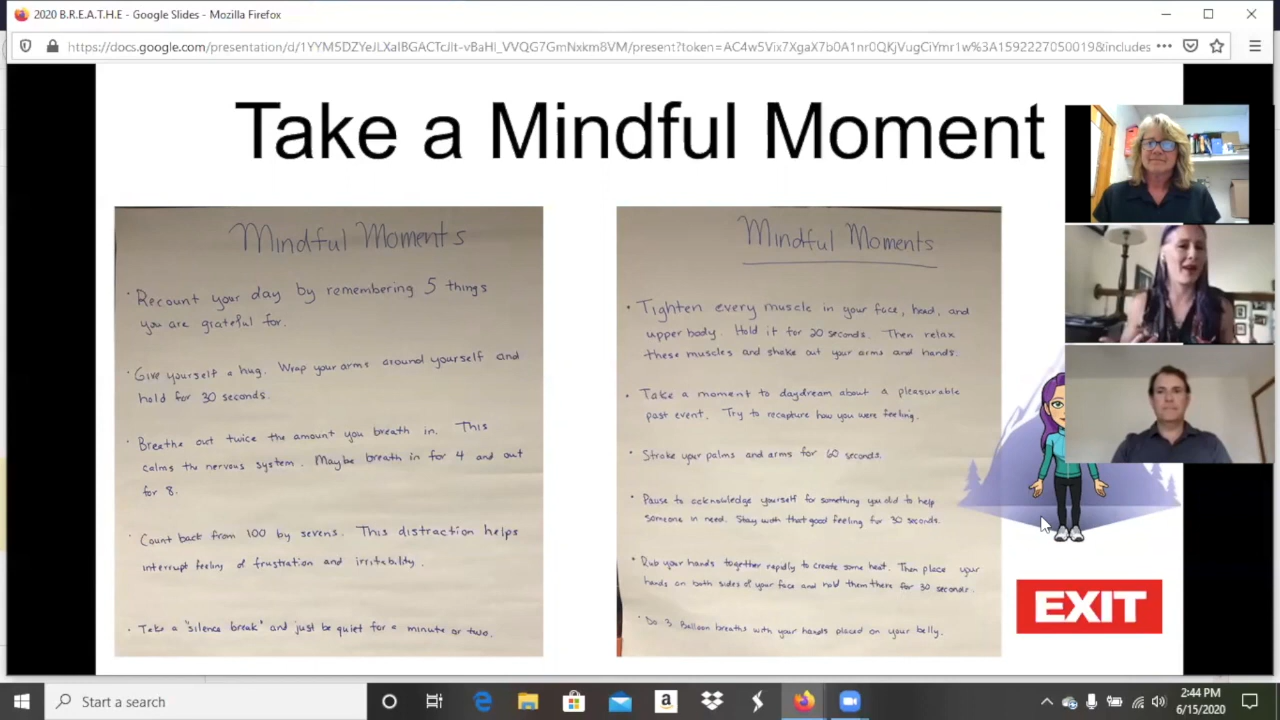 2020 B.R.E.A.T.H.E - Google Slides - Mozilla Firefox
Take a Mindful Moment
Mindful Moments
· Recount your day by remembering 5 things
you are grateful for.
· Give yourself a hug. Wrap your arms around yourself and
hold for 30 seconds.
· Breathe out twice the amount you breath in. This
calms the nervous system. Maybe breath in for 4 and out
for 8.
· Count back from 100 by sevens. This distraction helps
interrupt feeling of frustration and irritability.
· Take a "silence break" and just be quiet for a minute or two.
Mindful Moments
· Tighten every muscle in your face, head, and
upper body. Hold it for 20 seconds. Then relax
these muscles and shake out your arms and hands.
· Take a moment to daydream about a pleasurable
past event. Try to recapture how you were feeling.
· Stroke your palms and arms for 60 seconds.
· Pause to acknowledge yourself for something you did to help
someone in need. Stay with that good feeling for 30 seconds.
· Rub your hands together rapidly to create some heat. Then place your
hands on both sides of your face and hold them there for 30 seconds.
· Do 3 Balloon breaths with your hands placed on your belly.
EXIT
Start a search
2:44 PM
6/15/2020